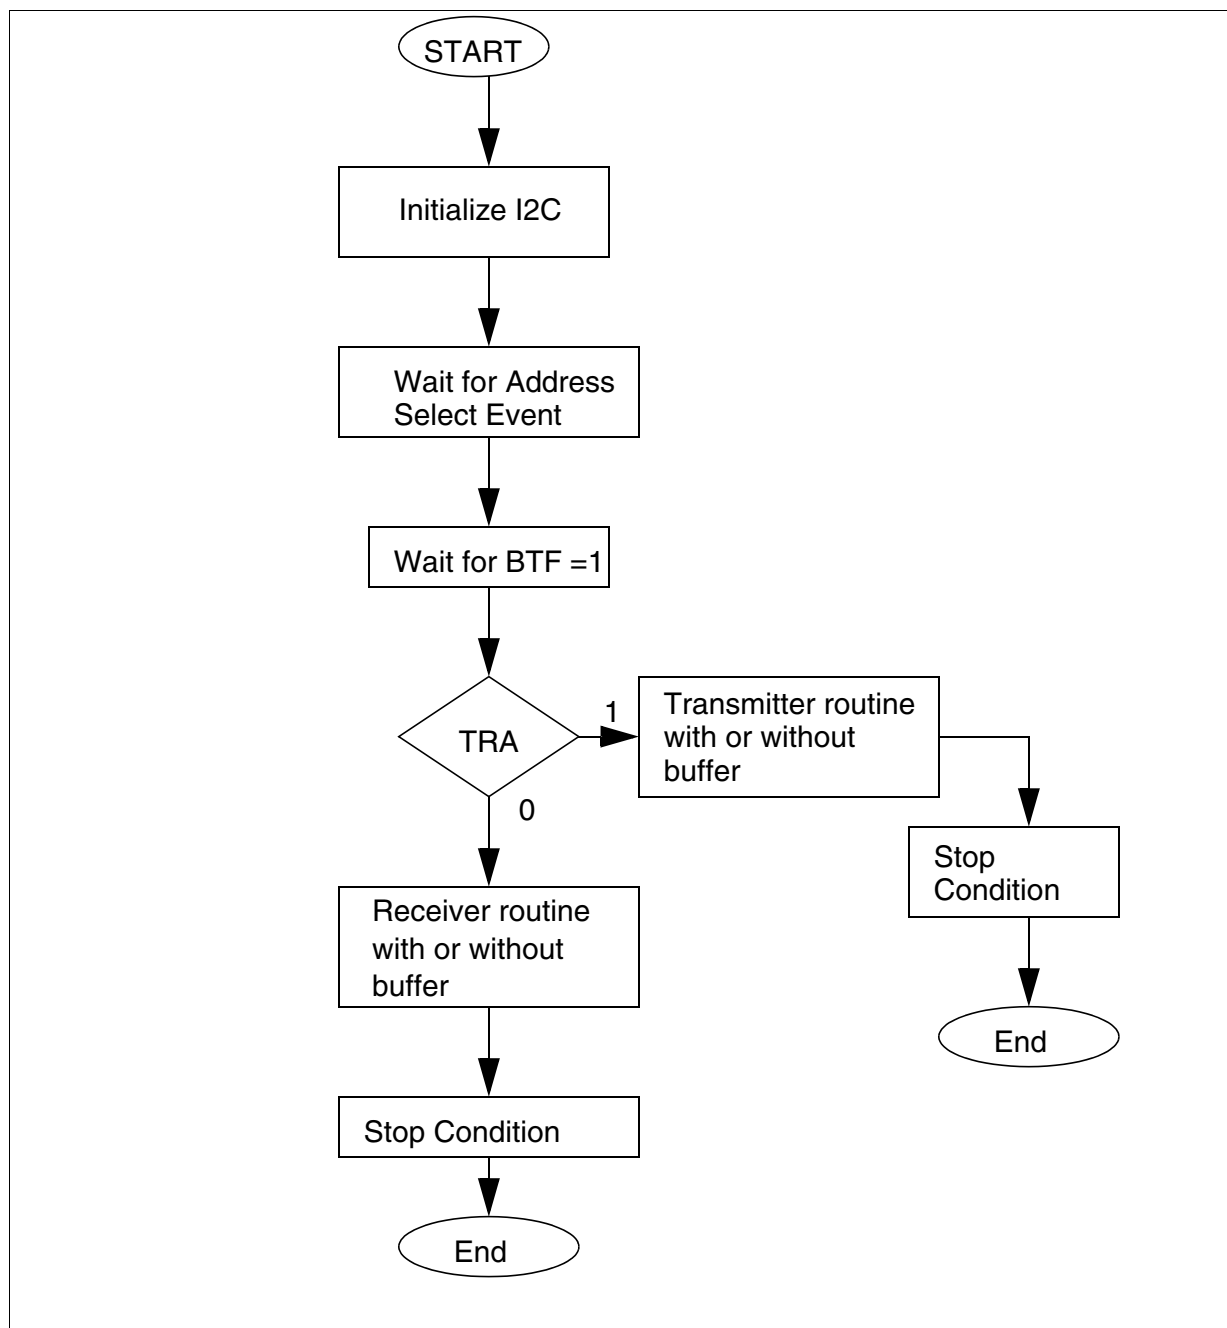 START
Initialize I2C
Wait for Address
Select Event
Wait for BTF =1
TRA
1
Transmitter routine
with or without
buffer
0
Stop
Condition
Receiver routine
with or without
buffer
End
Stop Condition
End